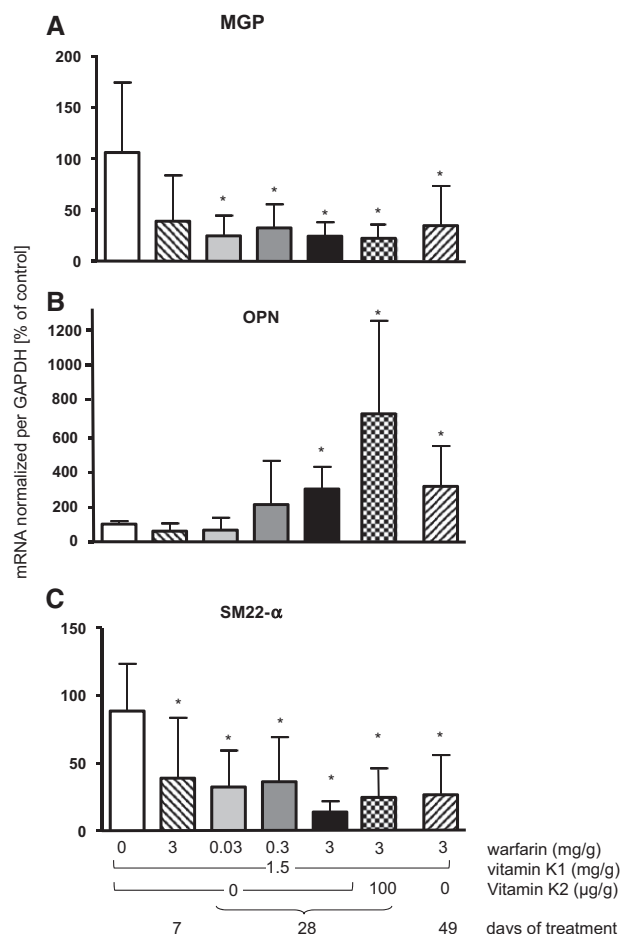 A
MGP
200
150
100
50
0
* * * * *
mRNA normalized per GAPDH [% of control]
B
OPN
1200
1000
800
600
400
200
0
* * *
C
SM22-α
150
100
50
0
* * * * * *
0 3 0.03 0.3 3 3 3 warfarin (mg/g)
1.5 vitamin K1 (mg/g)
0 100 0 Vitamin K2 (µg/g)
7 28 49 days of treatment